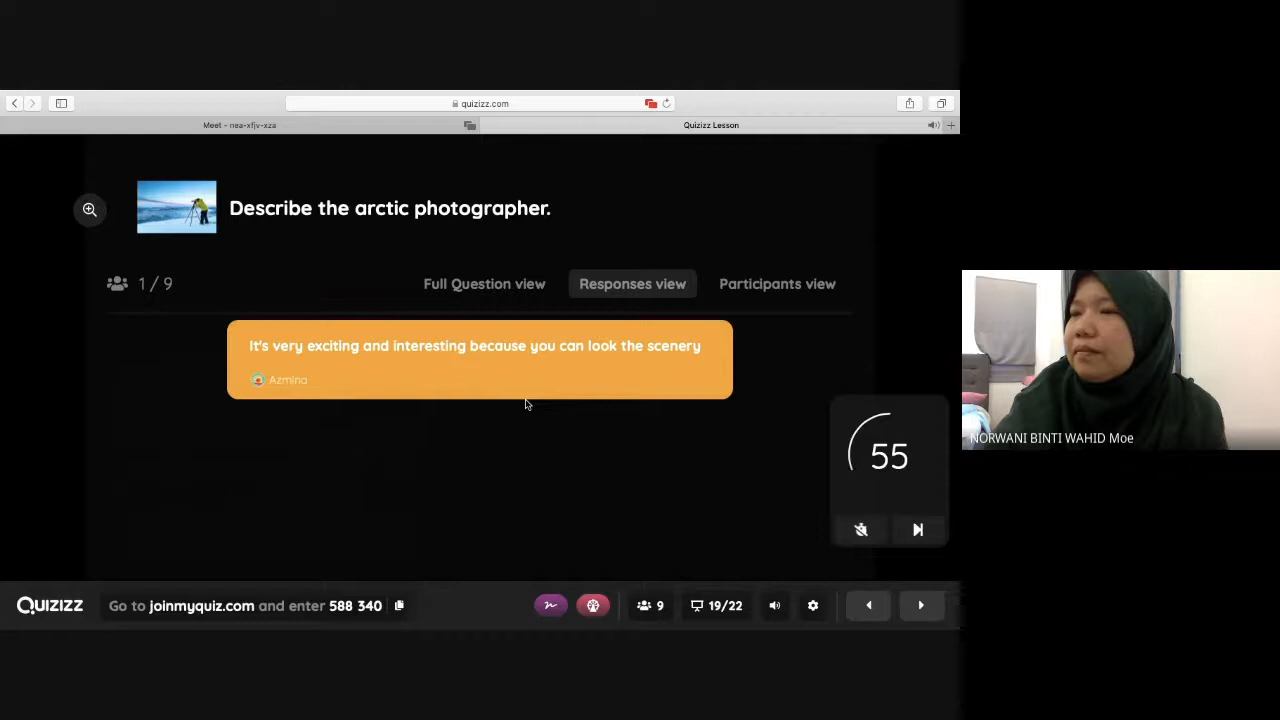 quizizz.com
Meet - nea-xfjv-xza
Quizizz Lesson
Describe the arctic photographer.
1 / 9
Full Question view
Responses view
Participants view
It's very exciting and interesting because you can look the scenery
Azmina
55
NORWANI BINTI WAHID Moe
QUIZIZZ
Go to joinmyquiz.com and enter 588 340
9
19/22